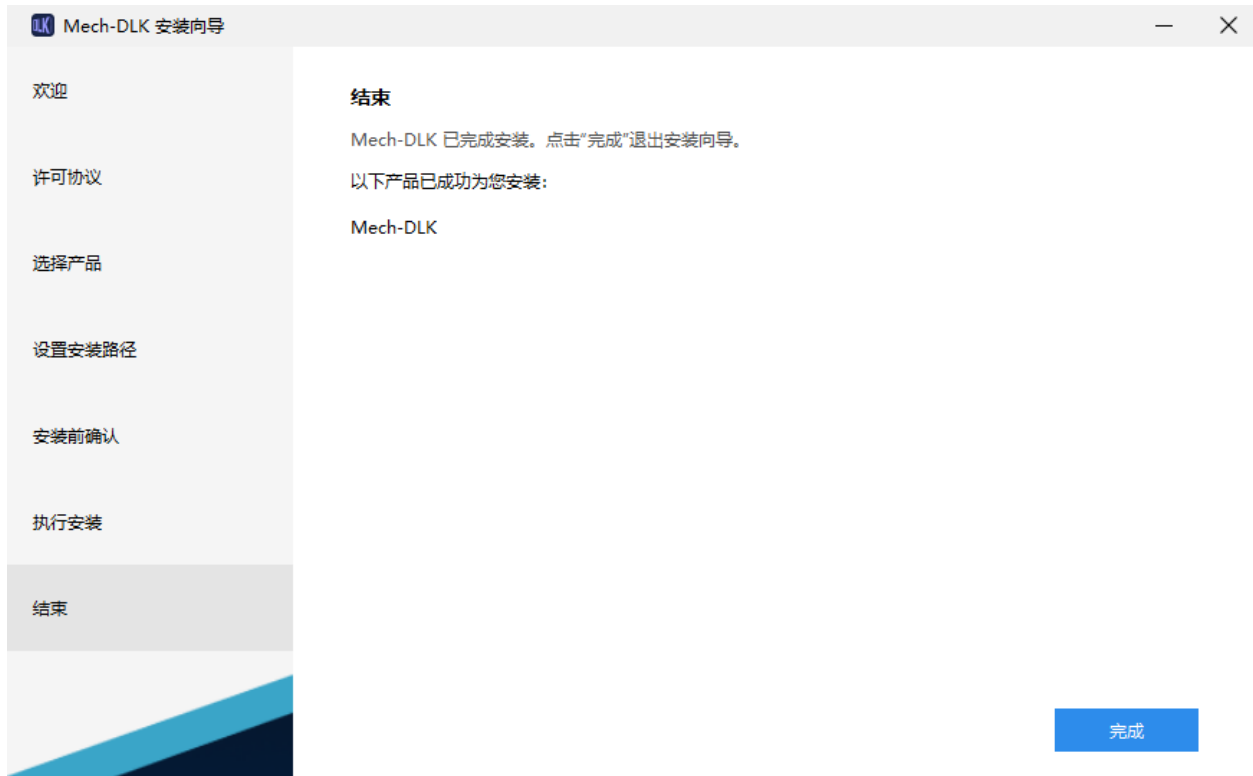 DLK Mech-DLK 安装向导
欢迎
许可协议
选择产品
设置安装路径
安装前确认
执行安装
结束
结束
Mech-DLK 已完成安装。点击“完成”退出安装向导。
以下产品已成功为您安装：
Mech-DLK
完成